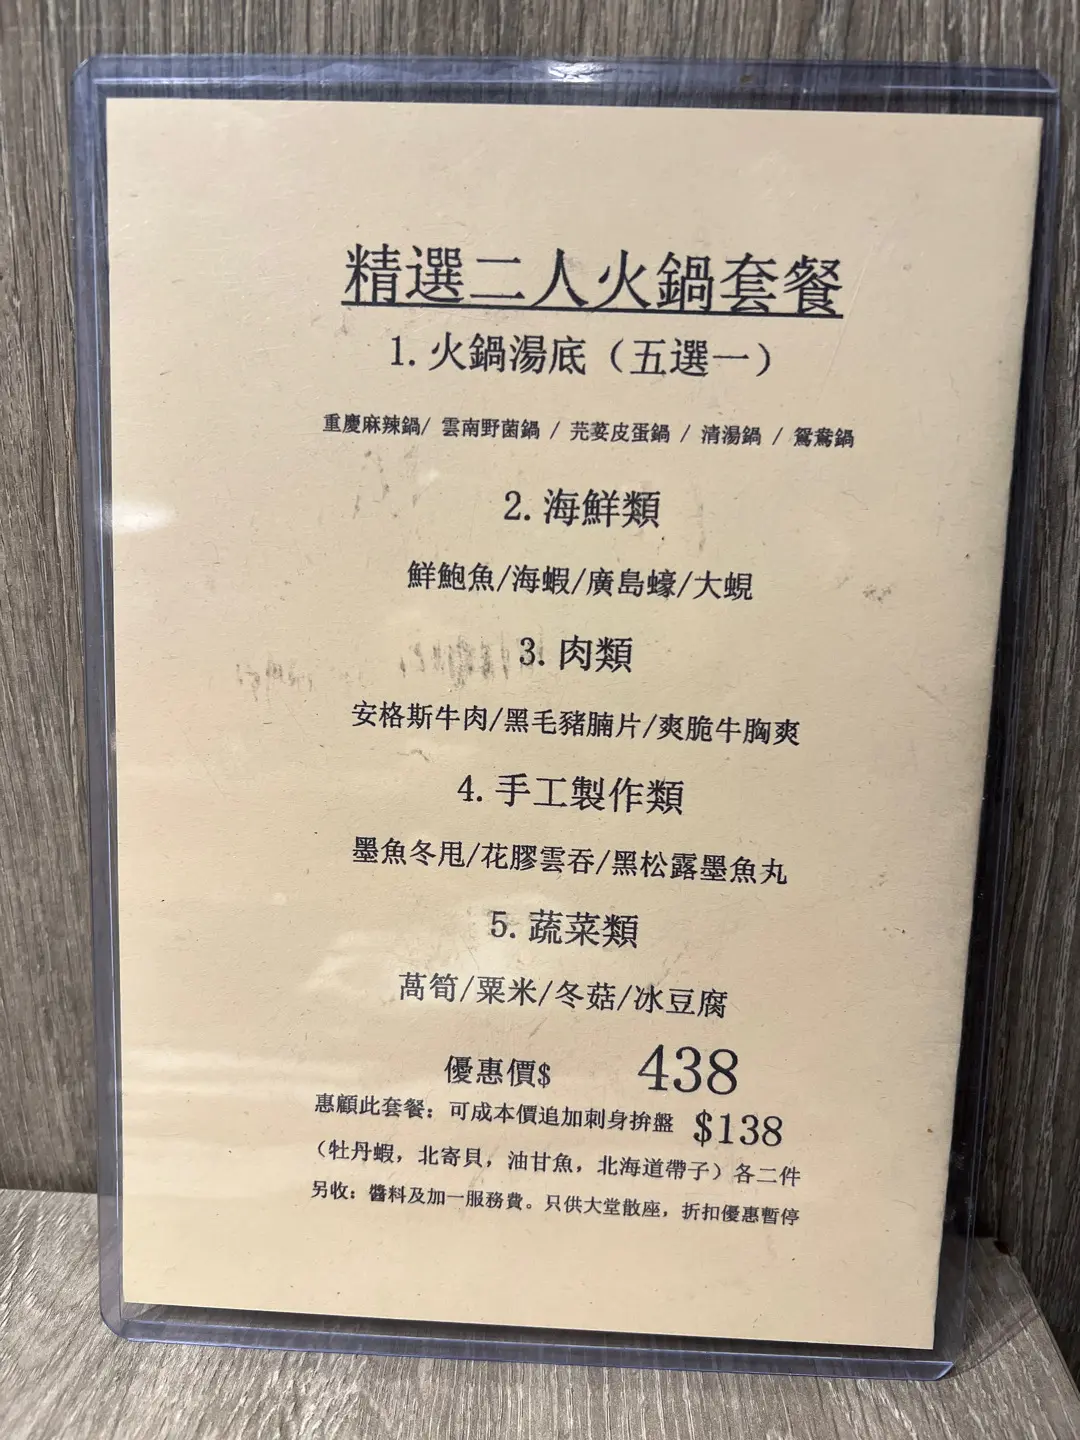 精選二人火鍋套餐
1. 火鍋湯底（五選一）
重慶麻辣鍋/ 雲南野菌鍋 / 芫荽皮蛋鍋 / 清湯鍋 / 鴛鴦鍋
2. 海鮮類
鮮鮑魚/海蝦/廣島蠔/大蜆
3. 肉類
安格斯牛肉/黑毛豬腩片/爽脆牛胸爽
4. 手工製作類
墨魚冬甩/花膠雲吞/黑松露墨魚丸
5. 蔬菜類
萵筍/粟米/冬菇/冰豆腐
優惠價$ 438
惠顧此套餐：可成本價追加刺身拚盤 $138
（牡丹蝦，北寄貝，油甘魚，北海道帶子）各二件
另收：醬料及加一服務費。只供大堂散座，折扣優惠暫停